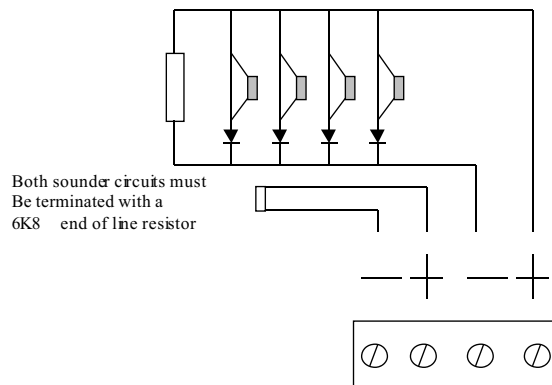 Both sounder circuits must
Be terminated with a
6K8 end of line resistor